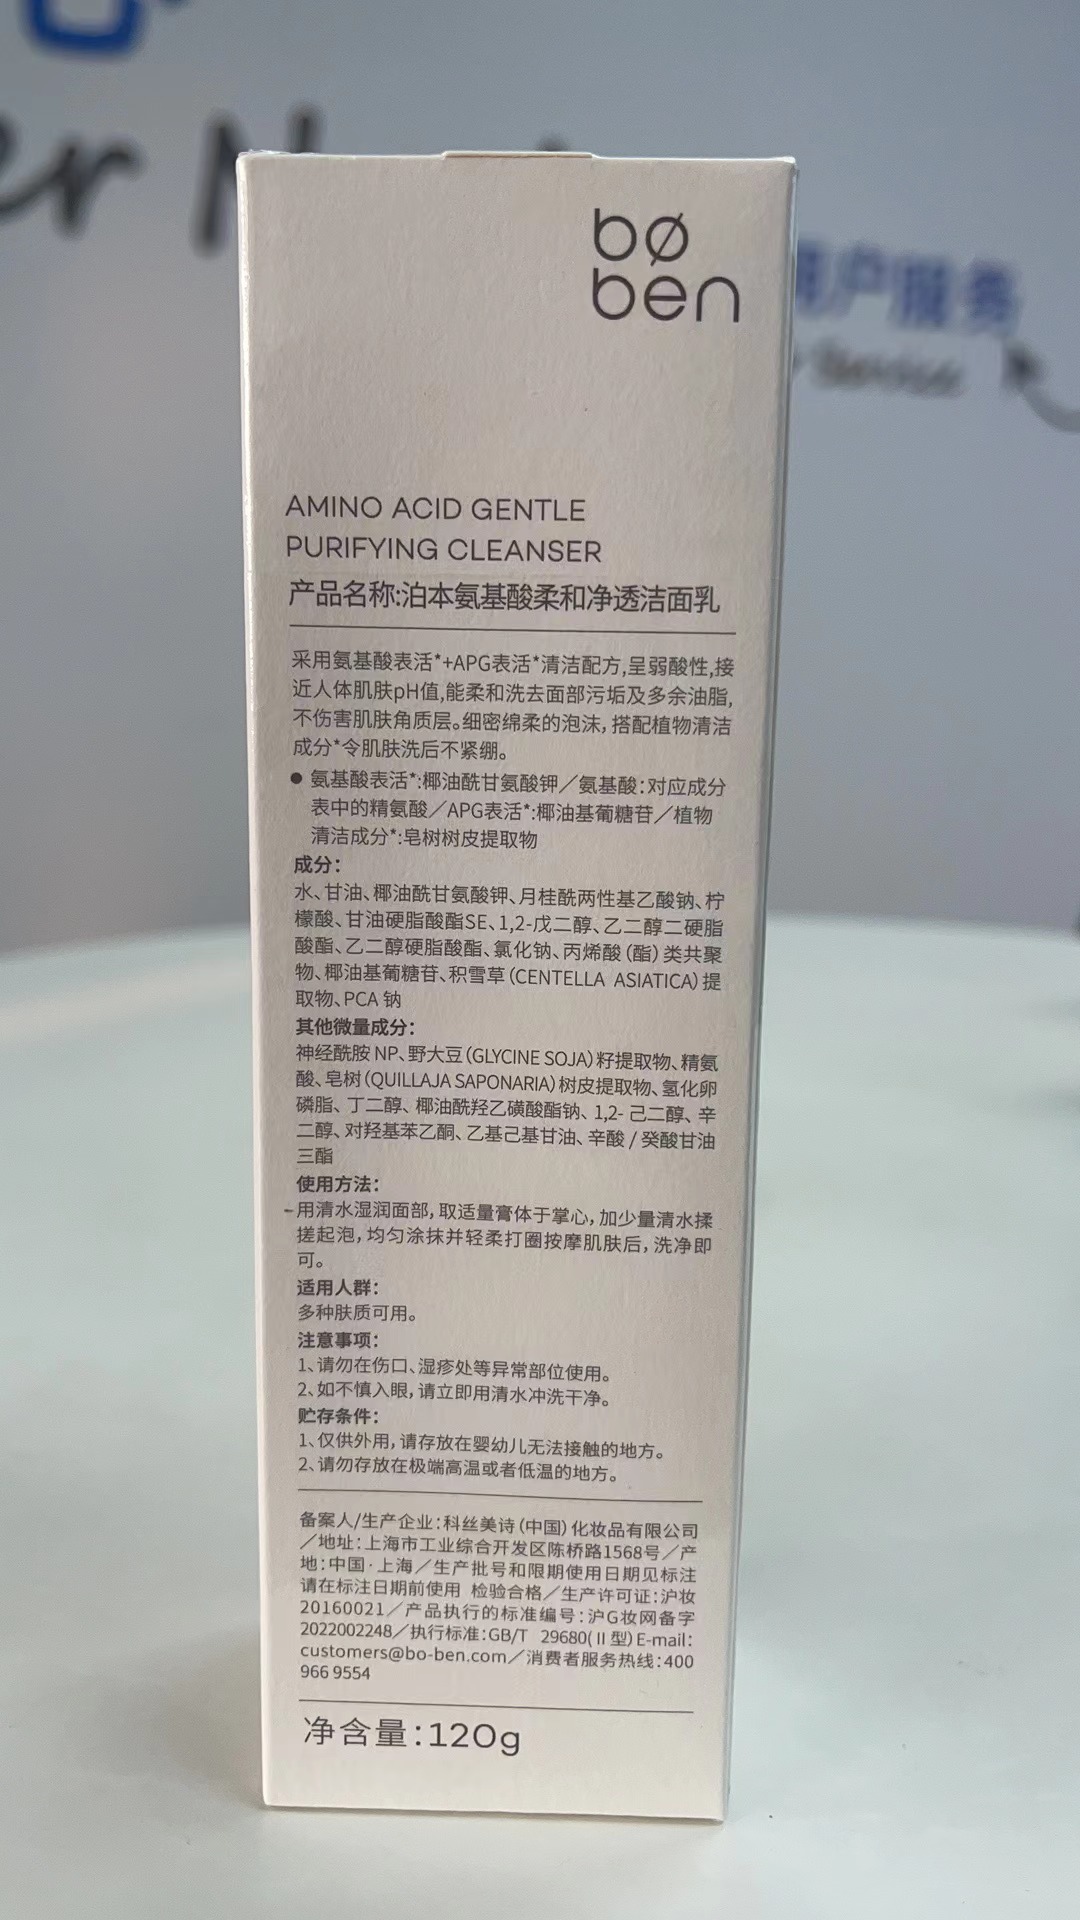 bø
ben
用户服务
Service
AMINO ACID GENTLE
PURIFYING CLEANSER
产品名称:泊本氨基酸柔和净透洁面乳
采用氨基酸表活*+APG表活*清洁配方,呈弱酸性,接
近人体肌肤pH值,能柔和洗去面部污垢及多余油脂,
不伤害肌肤角质层。细密绵柔的泡沫,搭配植物清洁
成分*令肌肤洗后不紧绷。
● 氨基酸表活*:椰油酰甘氨酸钾/氨基酸:对应成分
表中的精氨酸/APG表活*:椰油基葡糖苷/植物
清洁成分*:皂树树皮提取物
成分:
水、甘油、椰油酰甘氨酸钾、月桂酰两性基乙酸钠、柠
檬酸、甘油硬脂酸酯SE、1,2-戊二醇、乙二醇二硬脂
酸酯、乙二醇硬脂酸酯、氯化钠、丙烯酸(酯)类共聚
物、椰油基葡糖苷、积雪草(CENTELLA ASIATICA)提
取物、PCA 钠
其他微量成分:
神经酰胺 NP、野大豆(GLYCINE SOJA)籽提取物、精氨
酸、皂树(QUILLAJA SAPONARIA)树皮提取物、氢化卵
磷脂、丁二醇、椰油酰羟乙磺酸酯钠、1,2- 己二醇、辛
二醇、对羟基苯乙酮、乙基己基甘油、辛酸 / 癸酸甘油
三酯
使用方法:
用清水湿润面部,取适量膏体于掌心,加少量清水揉
搓起泡,均匀涂抹并轻柔打圈按摩肌肤后,洗净即
可。
适用人群:
多种肤质可用。
注意事项:
1、请勿在伤口、湿疹处等异常部位使用。
2、如不慎入眼,请立即用清水冲洗干净。
贮存条件:
1、仅供外用,请存放在婴幼儿无法接触的地方。
2、请勿存放在极端高温或者低温的地方。
备案人/生产企业:科丝美诗(中国)化妆品有限公司
/地址:上海市工业综合开发区陈桥路1568号/产
地:中国·上海/生产批号和限期使用日期见标注
请在标注日期前使用 检验合格/生产许可证:沪妆
20160021/产品执行的标准编号:沪G妆网备字
2022002248/执行标准:GB/T 29680(Ⅱ型)E-mail:
customers@bo-ben.com/消费者服务热线:400
966 9554
净含量:120g